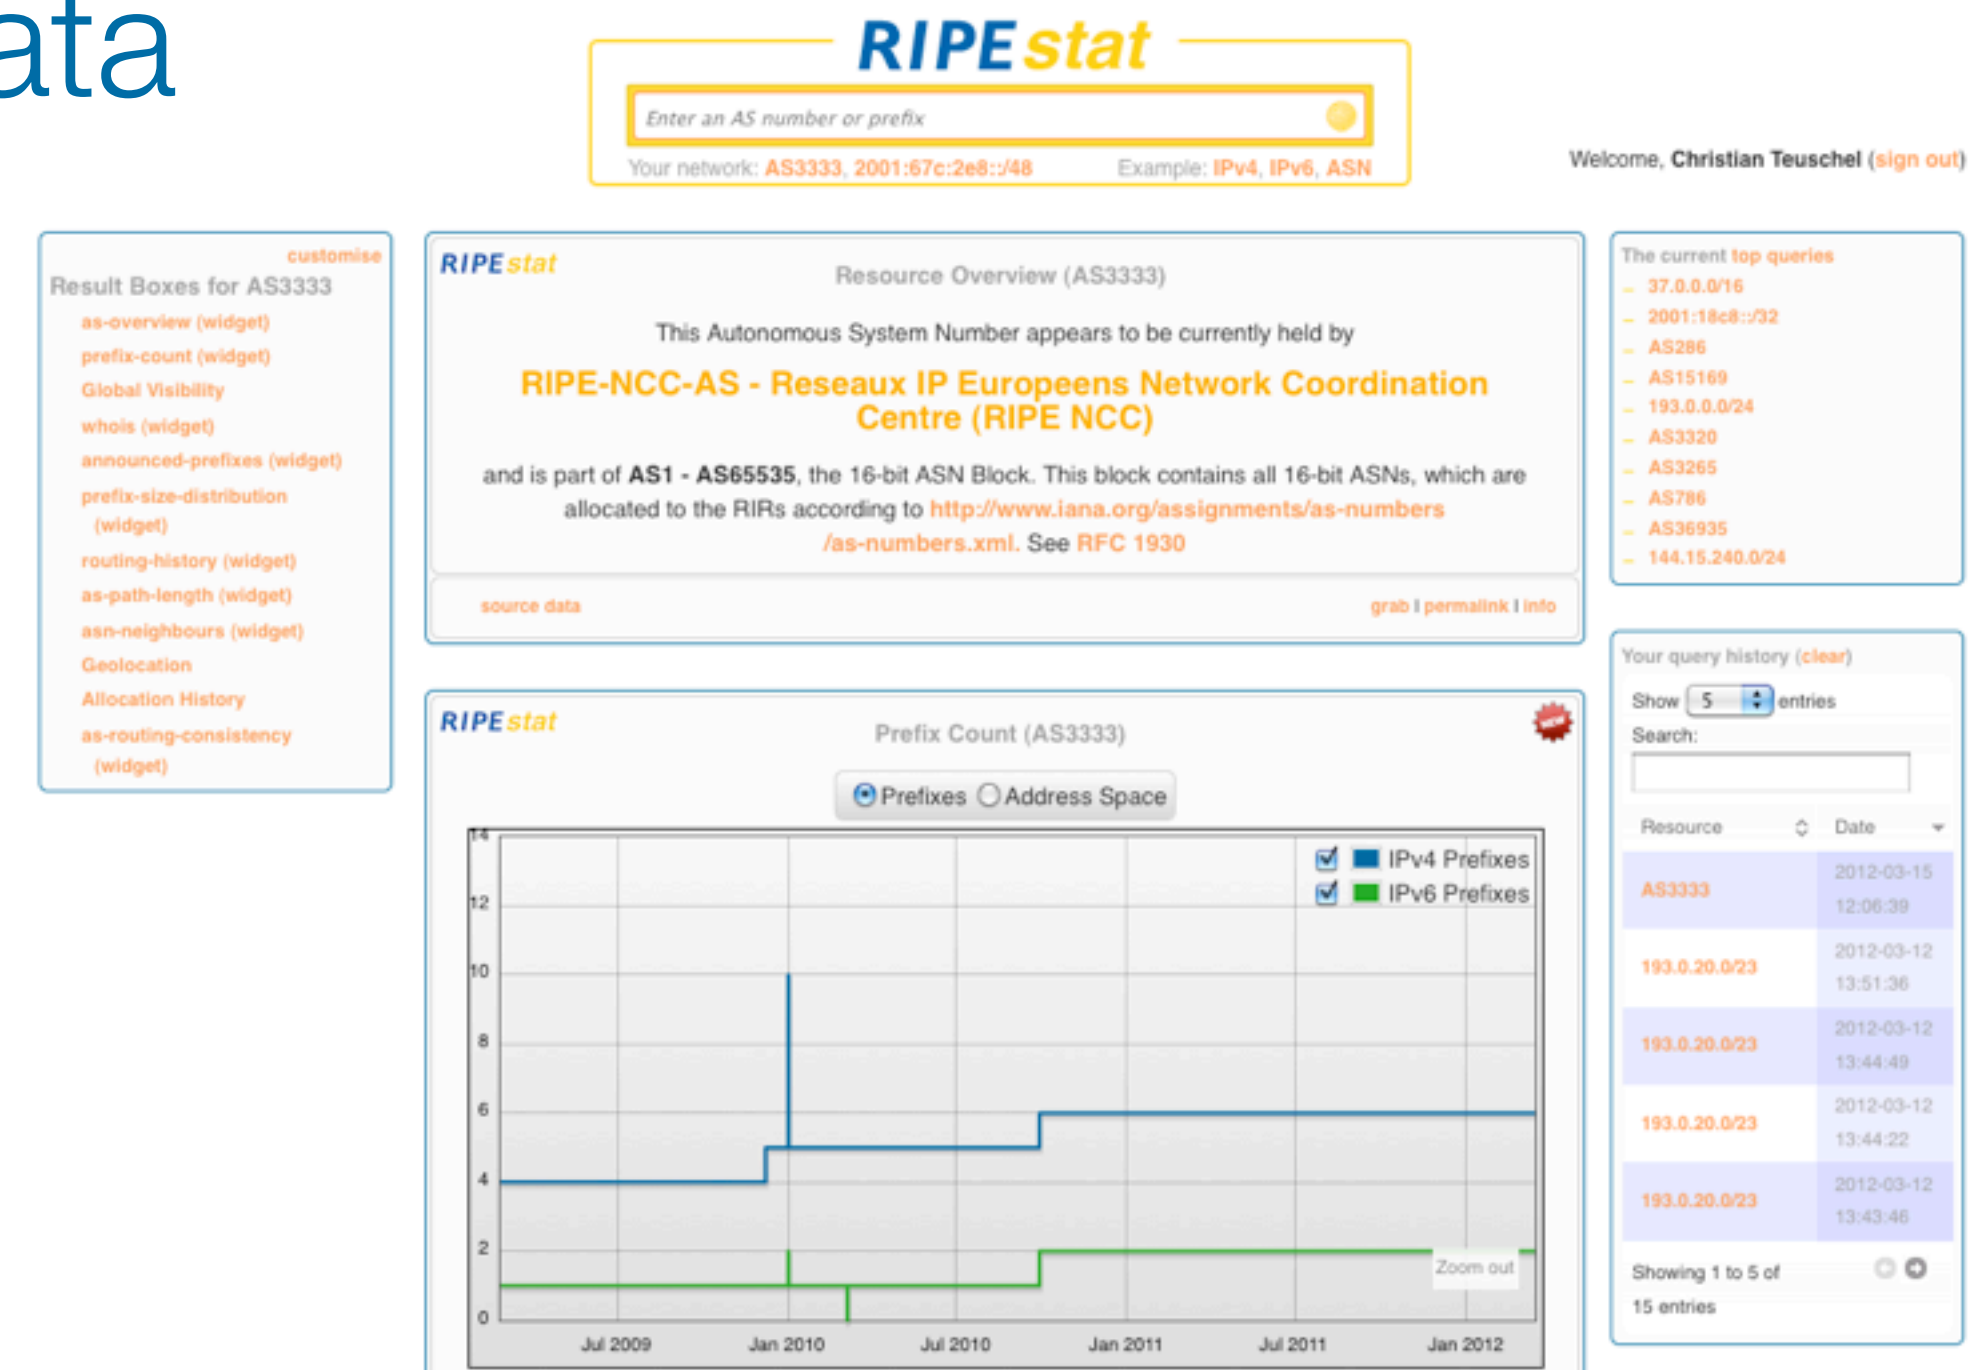 ata
RIPEstat
Enter an AS number or prefix
Your network: AS3333, 2001:67c:2e8::/48 Example: IPv4, IPv6, ASN
Welcome, Christian Teuschel (sign out)
customise
Result Boxes for AS3333
as-overview (widget)
prefix-count (widget)
Global Visibility
whois (widget)
announced-prefixes (widget)
prefix-size-distribution
(widget)
routing-history (widget)
as-path-length (widget)
asn-neighbours (widget)
Geolocation
Allocation History
as-routing-consistency
(widget)
RIPEstat
Resource Overview (AS3333)
This Autonomous System Number appears to be currently held by
RIPE-NCC-AS - Reseaux IP Europeens Network Coordination
Centre (RIPE NCC)
and is part of AS1 - AS65535, the 16-bit ASN Block. This block contains all 16-bit ASNs, which are
allocated to the RIRs according to http://www.iana.org/assignments/as-numbers
/as-numbers.xml. See RFC 1930
source data
grab | permalink | info
RIPEstat
Prefix Count (AS3333)
NEW
Prefixes Address Space
14
12
10
8
6
4
2
0
IPv4 Prefixes
IPv6 Prefixes
Zoom out
Jul 2009 Jan 2010 Jul 2010 Jan 2011 Jul 2011 Jan 2012
The current top queries
37.0.0.0/16
2001:18c8::/32
AS286
AS15169
193.0.0.0/24
AS3320
AS3265
AS786
AS36935
144.15.240.0/24
Your query history (clear)
Show 5 entries
Search:
Resource Date
AS3333 2012-03-15
12:06:39
193.0.20.0/23 2012-03-12
13:51:36
193.0.20.0/23 2012-03-12
13:44:49
193.0.20.0/23 2012-03-12
13:44:22
193.0.20.0/23 2012-03-12
13:43:46
Showing 1 to 5 of
15 entries